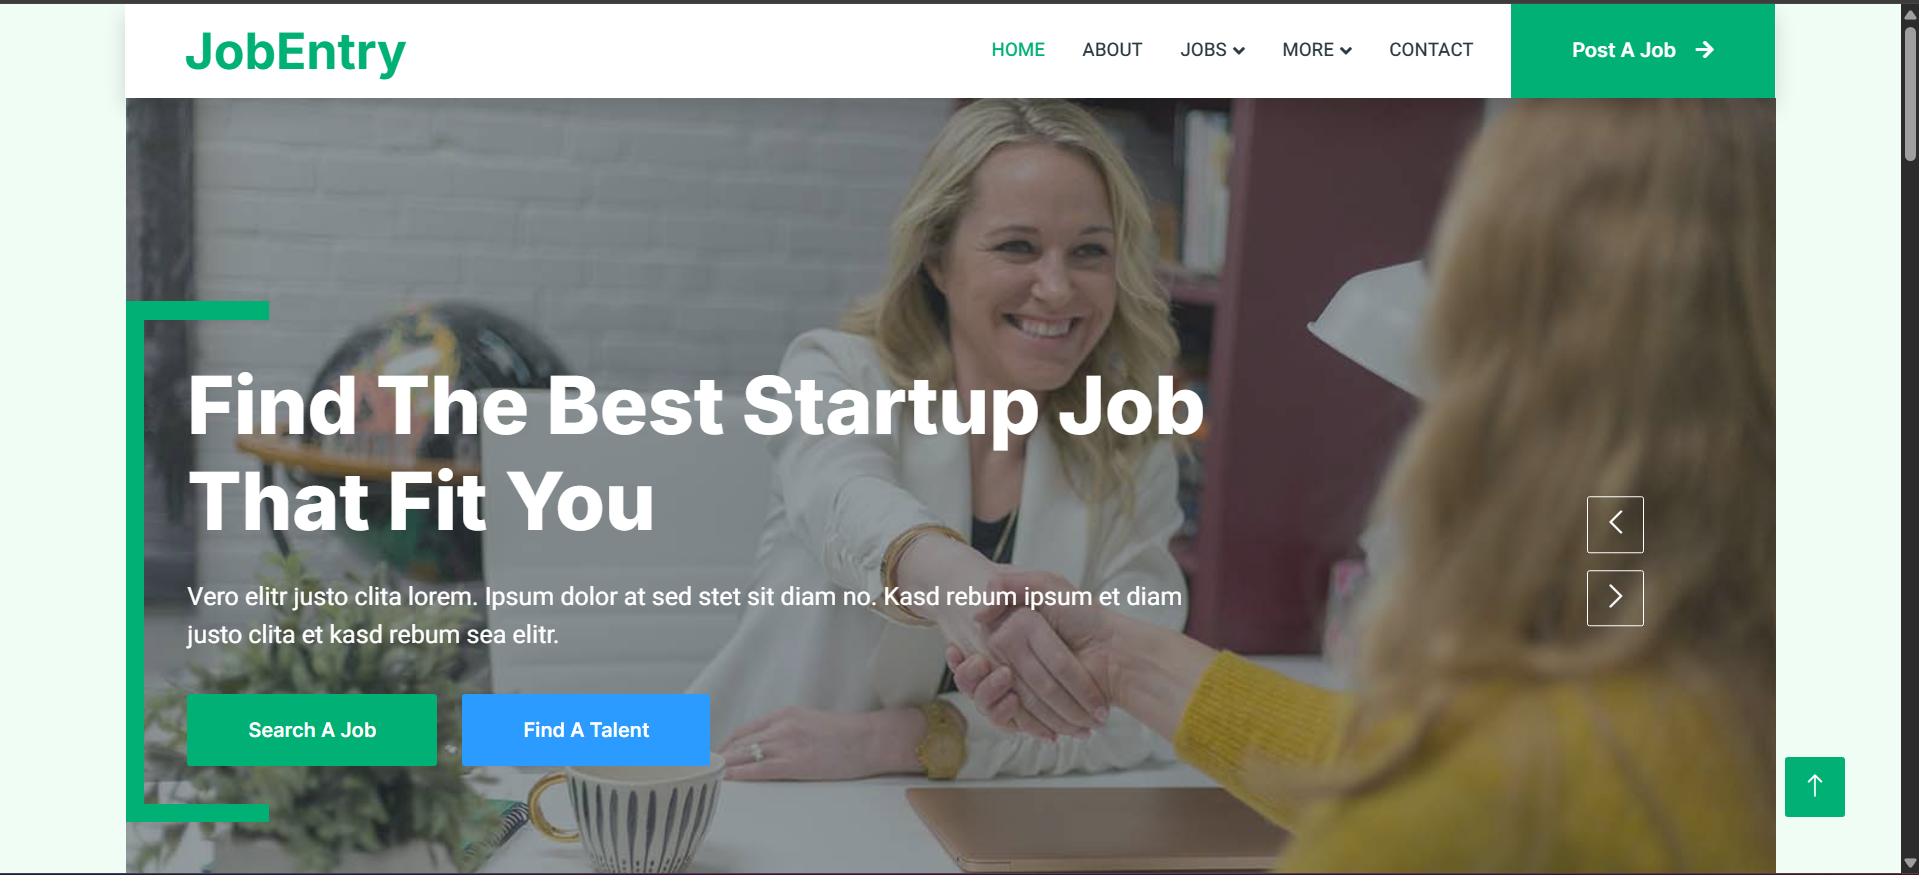 JobEntry
HOME
ABOUT
JOBS
MORE
CONTACT
Post A Job
Find The Best Startup Job
That Fit You
Vero elitr justo clita lorem. Ipsum dolor at sed stet sit diam no. Kasd rebum ipsum et diam
justo clita et kasd rebum sea elitr.
Search A Job
Find A Talent